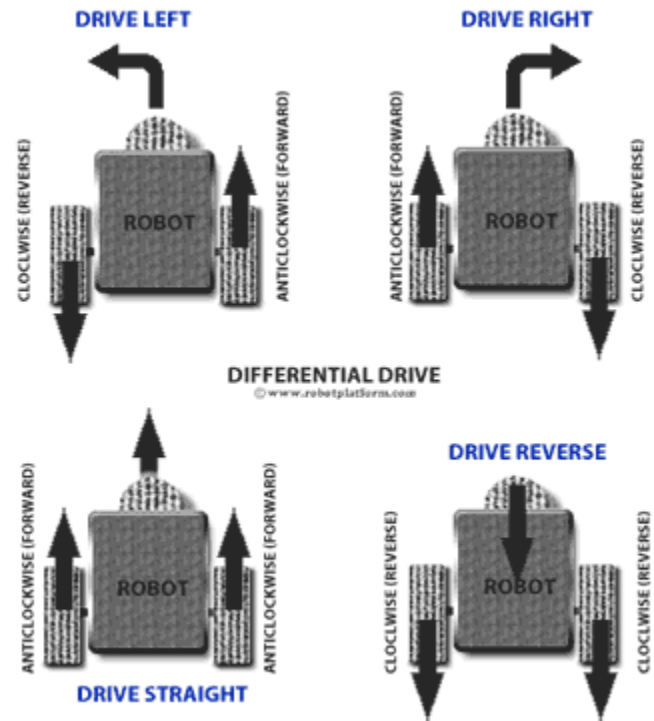 DRIVE LEFT
DRIVE RIGHT
CLOCLWISE (REVERSE)
ROBOT
ANTICLOCKWISE (FORWARD)
ANTICLOCKWISE (FORWARD)
ROBOT
CLOCLWISE (REVERSE)
DIFFERENTIAL DRIVE
©www.robotplatform.com
DRIVE REVERSE
ANTICLOCKWISE (FORWARD)
ROBOT
ANTICLOCKWISE (FORWARD)
CLOCLWISE (REVERSE)
ROBOT
CLOCLWISE (REVERSE)
DRIVE STRAIGHT